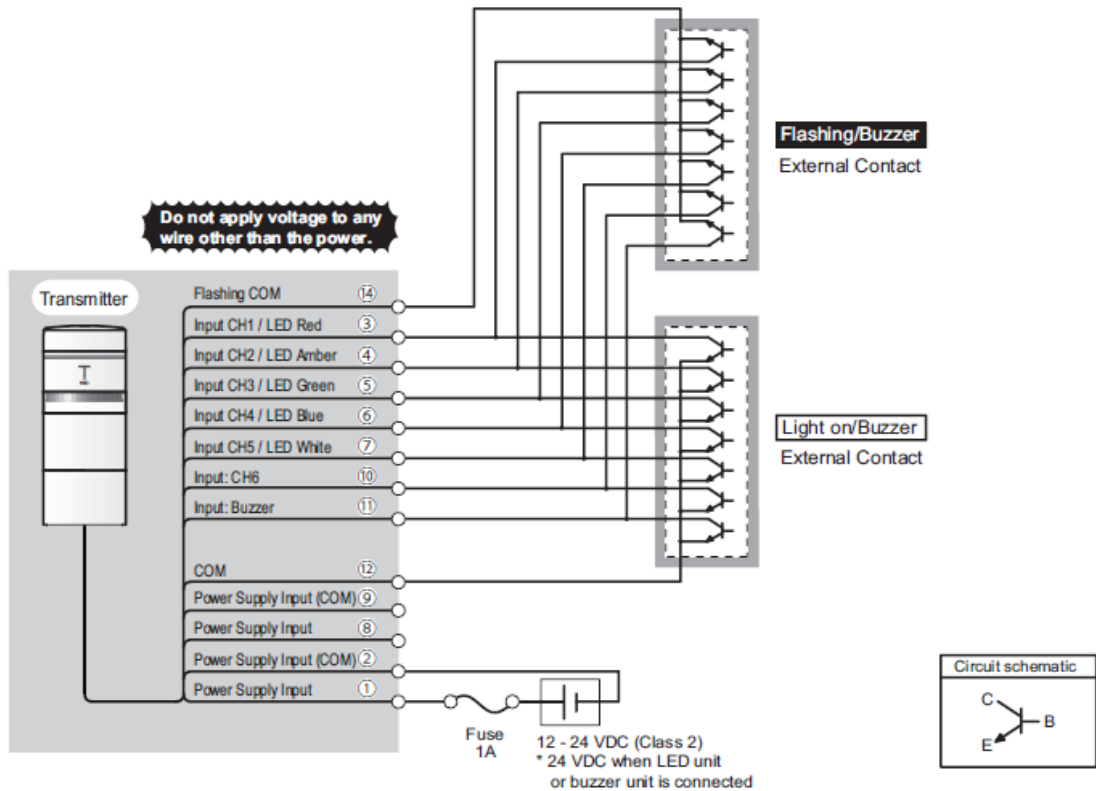 Flashing/Buzzer
External Contact
Do not apply voltage to any
wire other than the power.
Transmitter
Flashing COM ⑭
Input CH1 / LED Red ③
Input CH2 / LED Amber ④
Input CH3 / LED Green ⑤
Input CH4 / LED Blue ⑥
Input CH5 / LED White ⑦
Input: CH6 ⑩
Input: Buzzer ⑪
COM ⑫
Power Supply Input (COM) ⑨
Power Supply Input ⑧
Power Supply Input (COM) ②
Power Supply Input ①
Light on/Buzzer
External Contact
Fuse
1A
12 - 24 VDC (Class 2)
* 24 VDC when LED unit
or buzzer unit is connected
Circuit schematic
C
B
E